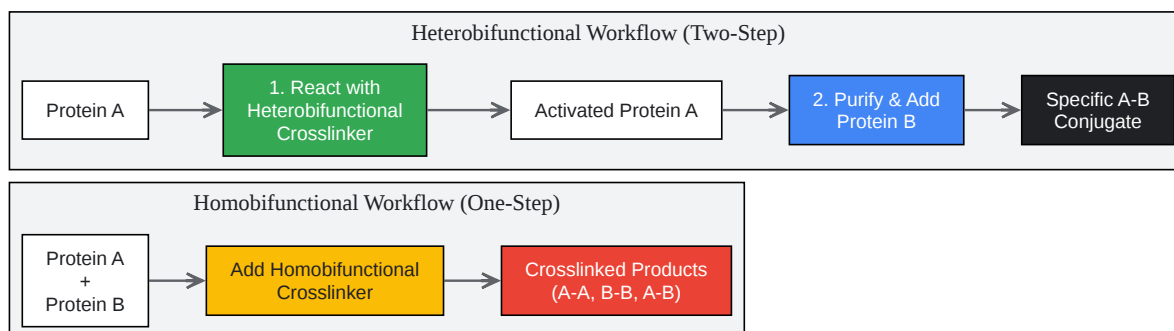 Heterobifunctional Workflow (Two-Step)
Protein A
1. React with
Heterobifunctional
Crosslinker
Activated Protein A
2. Purify & Add
Protein B
Specific A-B
Conjugate
Homobifunctional Workflow (One-Step)
Protein A
+
Protein B
Add Homobifunctional
Crosslinker
Crosslinked Products
(A-A, B-B, A-B)